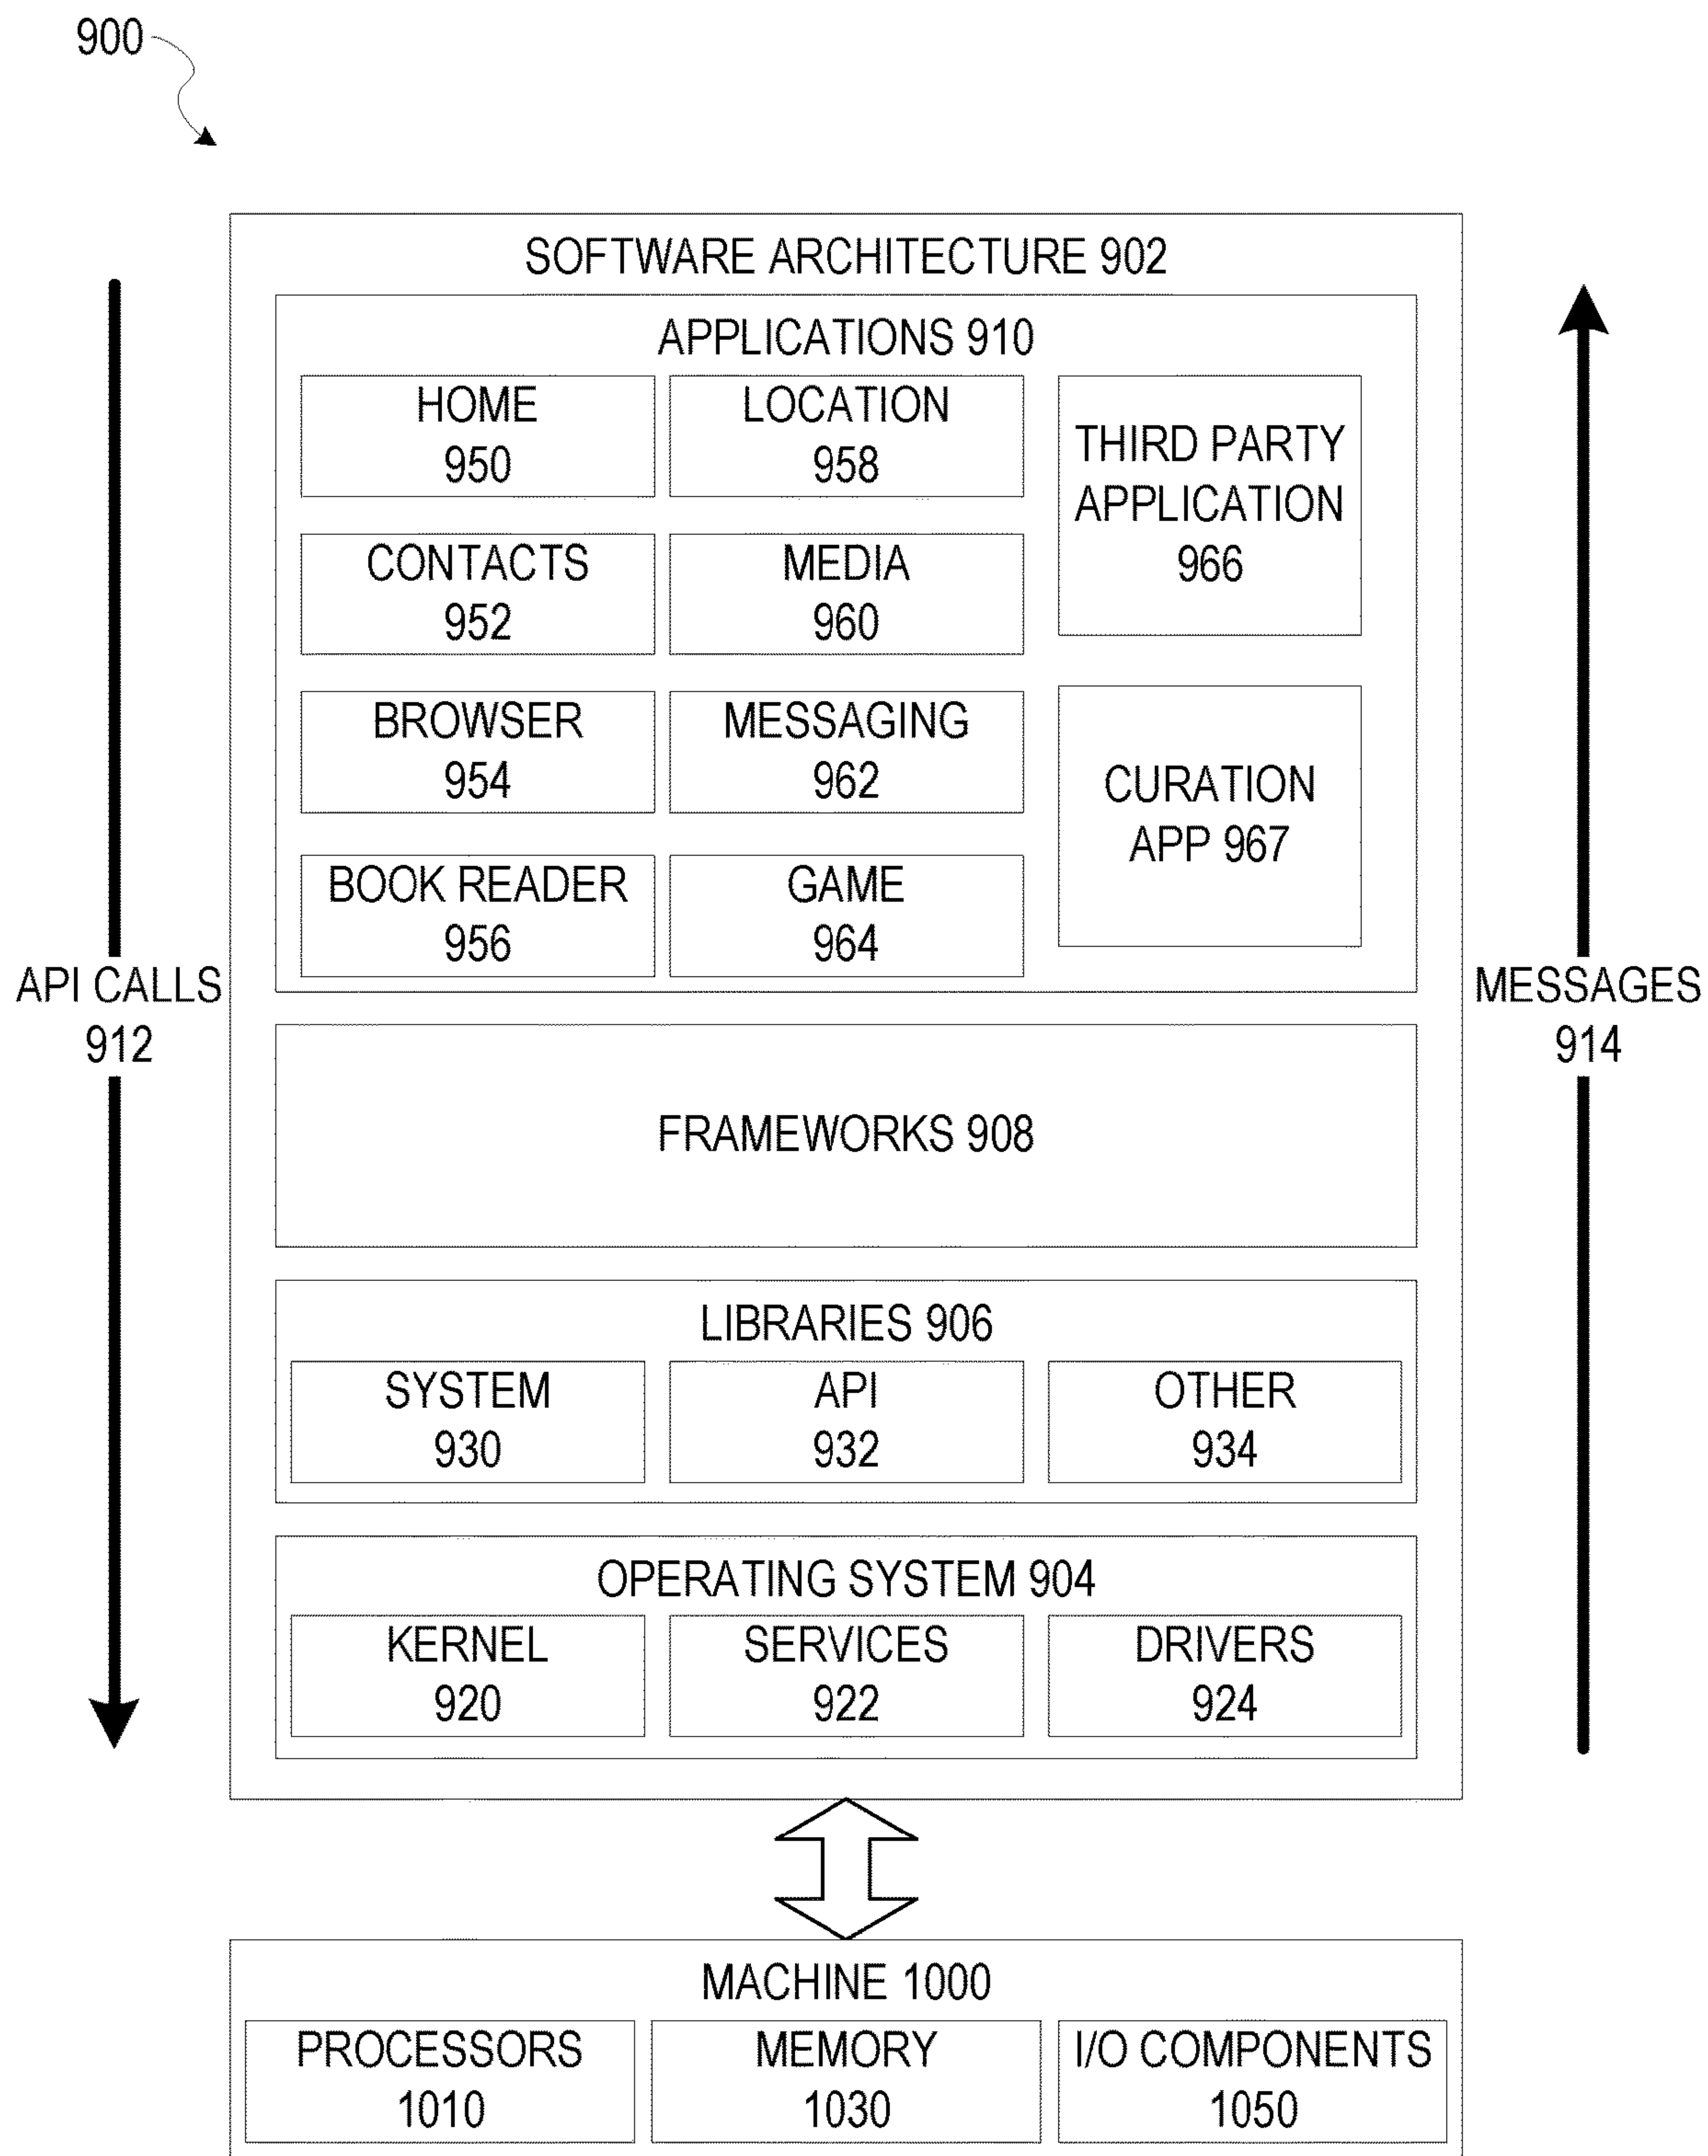 900
SOFTWARE ARCHITECTURE 902
APPLICATIONS 910
HOME
950
LOCATION
958
THIRD PARTY
APPLICATION
966
CONTACTS
952
MEDIA
960
BROWSER
954
MESSAGING
962
CURATION
APP 967
BOOK READER
956
GAME
964
API CALLS
912
MESSAGES
914
FRAMEWORKS 908
LIBRARIES 906
SYSTEM
930
API
932
OTHER
934
OPERATING SYSTEM 904
KERNEL
920
SERVICES
922
DRIVERS
924
MACHINE 1000
PROCESSORS
1010
MEMORY
1030
I/O COMPONENTS
1050